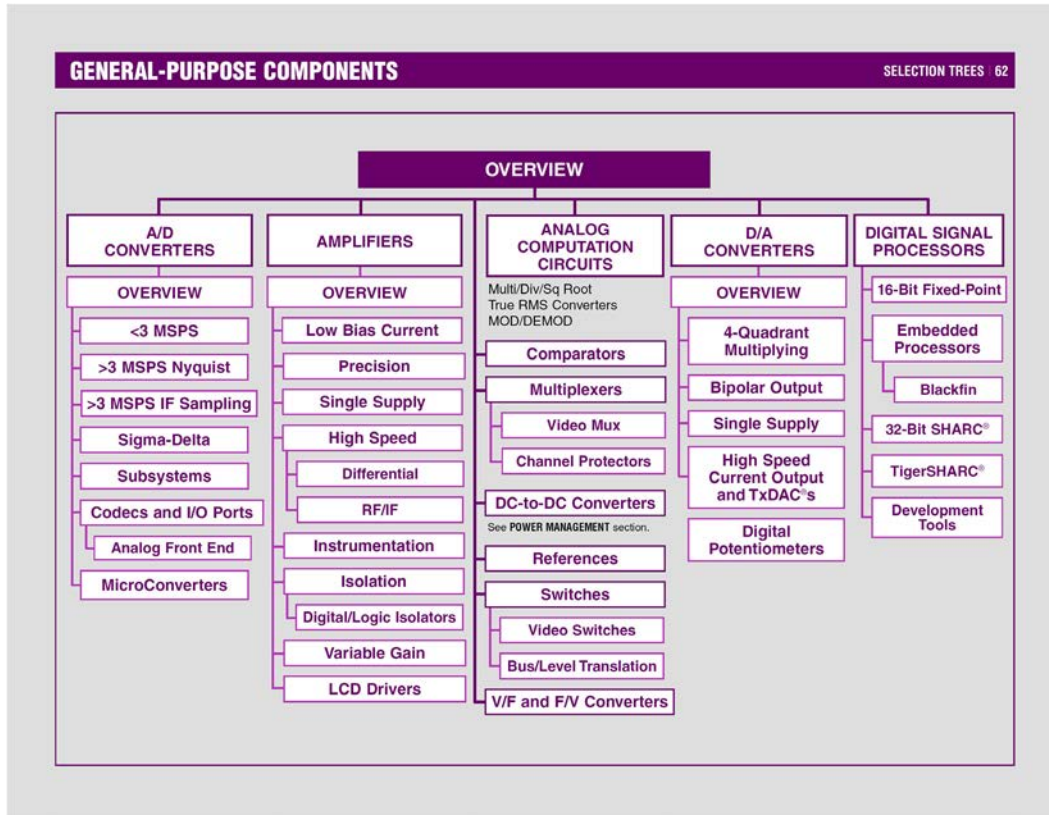 GENERAL-PURPOSE COMPONENTS
SELECTION TREES | 62
OVERVIEW
A/D
CONVERTERS
OVERVIEW
<3 MSPS
>3 MSPS Nyquist
>3 MSPS IF Sampling
Sigma-Delta
Subsystems
Codecs and I/O Ports
Analog Front End
MicroConverters
AMPLIFIERS
OVERVIEW
Low Bias Current
Precision
Single Supply
High Speed
Differential
RF/IF
Instrumentation
Isolation
Digital/Logic Isolators
Variable Gain
LCD Drivers
ANALOG
COMPUTATION
CIRCUITS
Multi/Div/Sq Root
True RMS Converters
MOD/DEMOD
Comparators
Multiplexers
Video Mux
Channel Protectors
DC-to-DC Converters
See POWER MANAGEMENT section.
References
Switches
Video Switches
Bus/Level Translation
V/F and F/V Converters
D/A
CONVERTERS
OVERVIEW
4-Quadrant
Multiplying
Bipolar Output
Single Supply
High Speed
Current Output
and TxDAC®s
Digital
Potentiometers
DIGITAL SIGNAL
PROCESSORS
16-Bit Fixed-Point
Embedded
Processors
Blackfin
32-Bit SHARC®
TigerSHARC®
Development
Tools